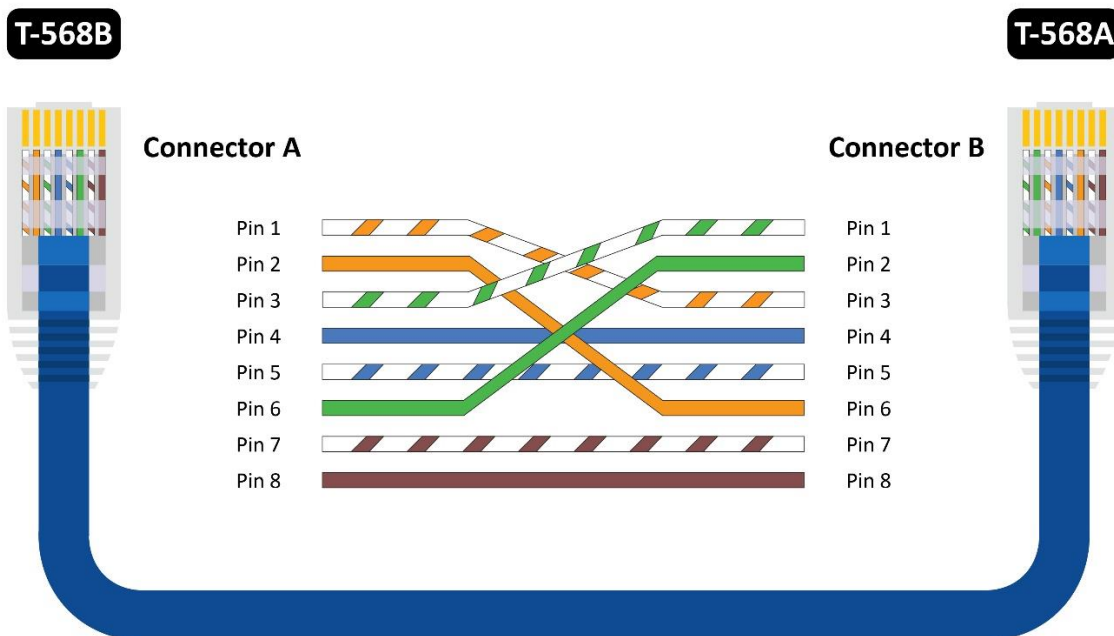 T-568B
T-568A
Connector A
Connector B
Pin 1
Pin 1
Pin 2
Pin 2
Pin 3
Pin 3
Pin 4
Pin 4
Pin 5
Pin 5
Pin 6
Pin 6
Pin 7
Pin 7
Pin 8
Pin 8